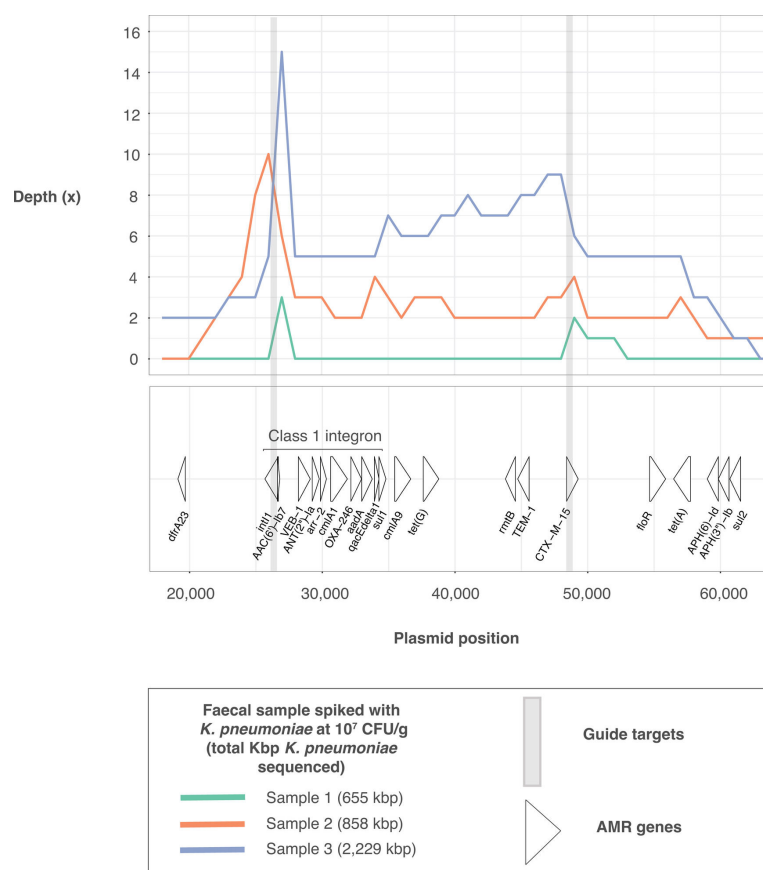 16
14
12
10
8
6
4
2
0
Depth (x)
Class 1 integron
dfrA23
intI1
AAC(6')-Ib7
VEB-1
ANT(2'')-Ia
arr-2
cmlA1
OXA-246
aadA
qacEdelta1
sul1
cmlA9
tet(G)
rmtB
TEM-1
CTX-M-15
floR
tet(A)
APH(6)-Id
APH(3'')-Ib
sul2
20,000 30,000 40,000 50,000 60,000
Plasmid position
Faecal sample spiked with
K. pneumoniae at 10⁷ CFU/g
(total Kbp K. pneumoniae
sequenced)
Sample 1 (655 kbp)
Sample 2 (858 kbp)
Sample 3 (2,229 kbp)
Guide targets
AMR genes